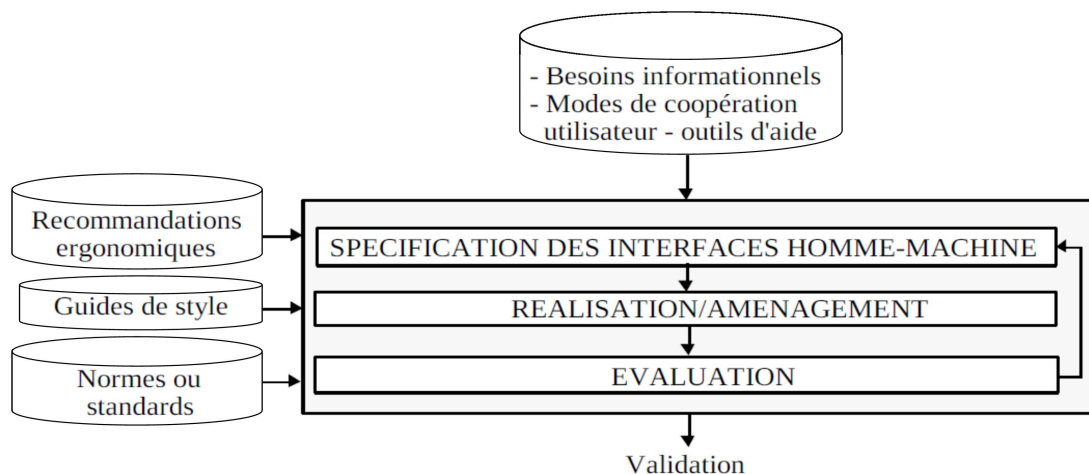 - Besoins informationnels
- Modes de coopération
utilisateur - outils d'aide
Recommandations
ergonomiques
SPECIFICATION DES INTERFACES HOMME-MACHINE
Guides de style
REALISATION/AMENAGEMENT
Normes ou
standards
EVALUATION
Validation